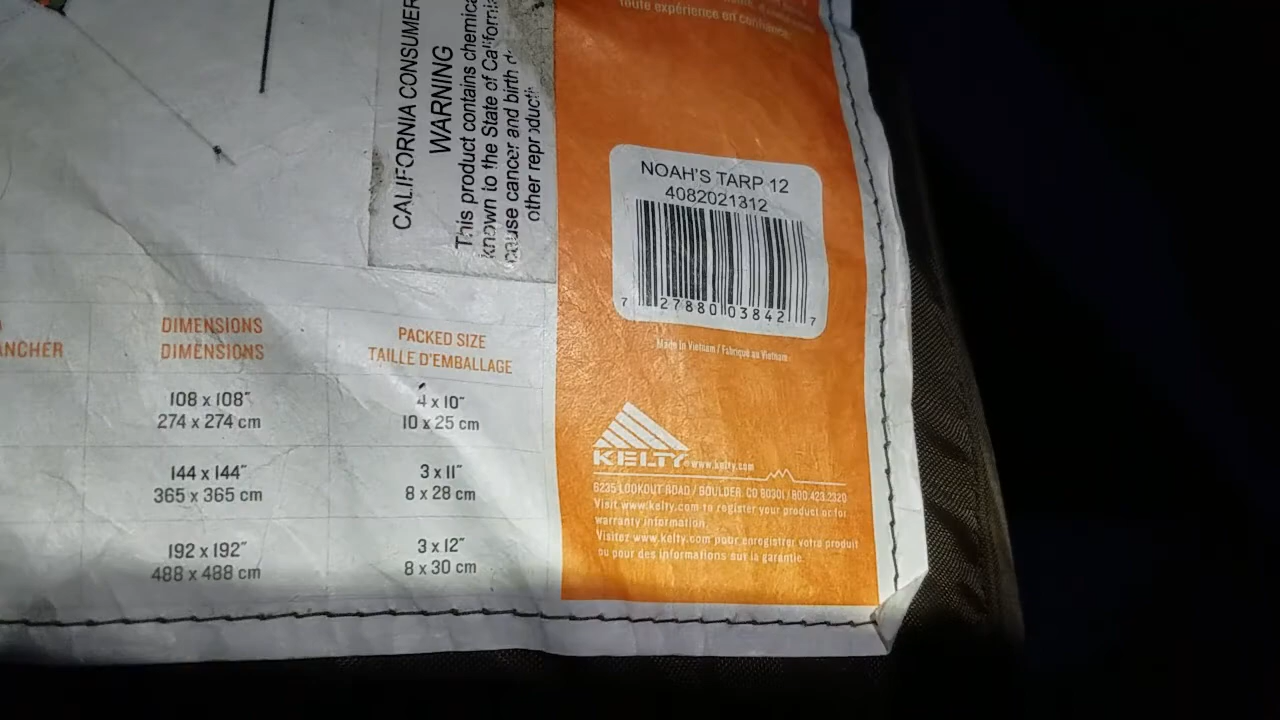 Toute expérience en confiance.
CALIFORNIA CONSUMER
WARNING
This product contains
known to the State of California
cause cancer and birth
other
NOAH'S TARP 12
4082021312
7 27880 03842 7
Made in Vietnam / Fabriqué au Vietnam
DIMENSIONS
DIMENSIONS
PACKED SIZE
TAILLE D'EMBALLAGE
108 x 108"
274 x 274 cm
4 x 10"
10 x 25 cm
144 x 144"
365 x 365 cm
3 x 11"
8 x 28 cm
192 x 192"
488 x 488 cm
3 x 12"
8 x 30 cm
KELTY® www.kelty.com
6235 LOOKOUT ROAD / BOULDER, CO 80301 / 800.423.2320
Visit www.kelty.com to register your product or for
warranty information.
Visitez www.kelty.com pour enregistrer votre produit
ou pour des informations sur la garantie.